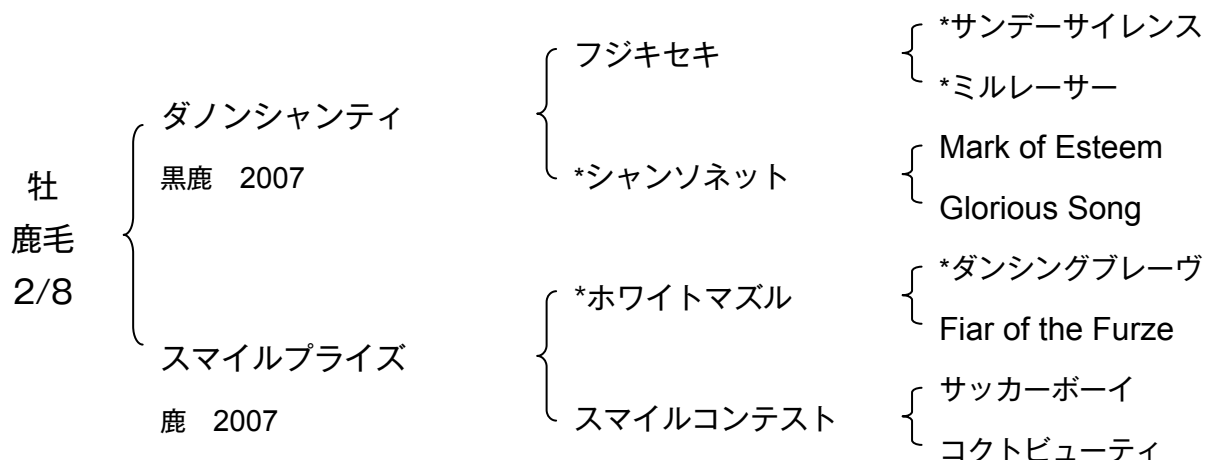 牡
鹿毛
2/8
ダノンシャンティ
黒鹿 2007
スマイルプライズ
鹿 2007
フジキセキ
*シャンソネット
*ホワイトマズル
スマイルコンテスト
*サンデーサイレンス
*ミルレーサー
Mark of Esteem
Glorious Song
*ダンシングブレーヴ
Fiar of the Furze
サッカーボーイ
コクトビューティ